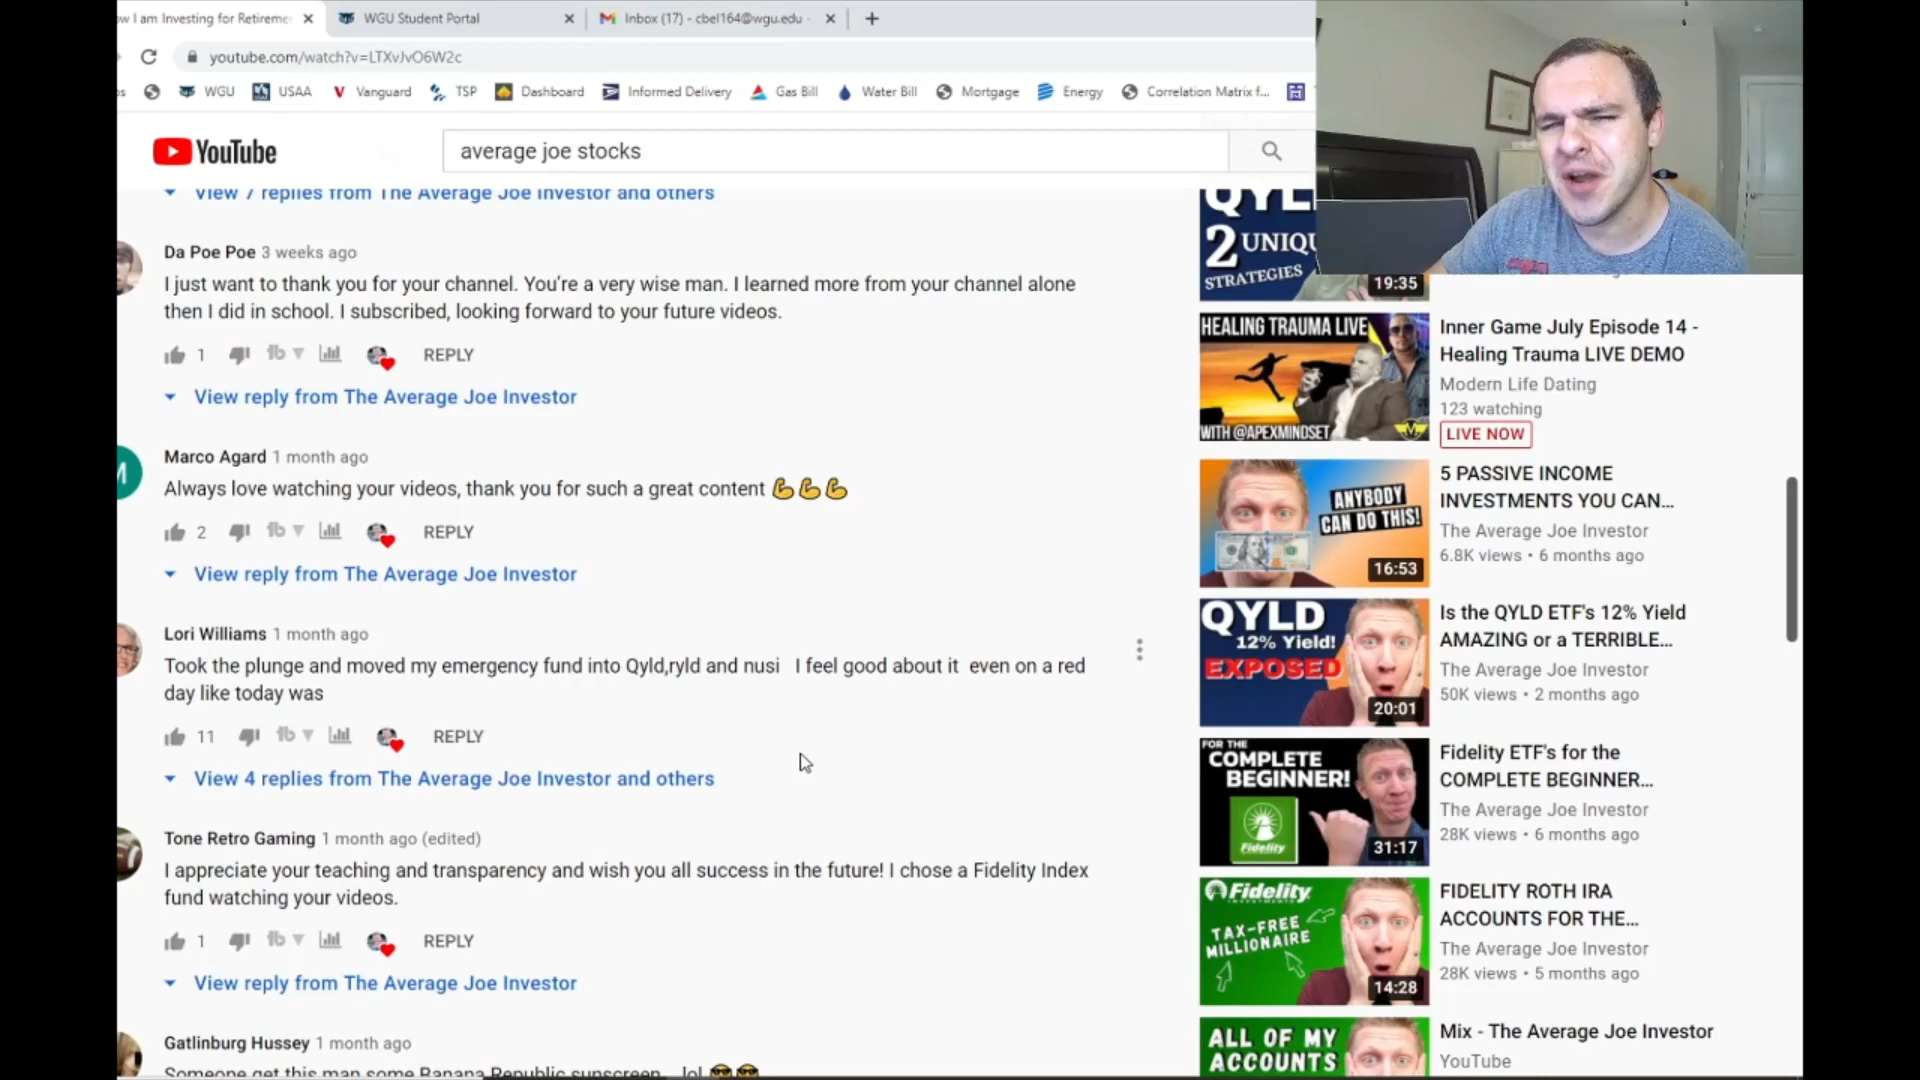 ow I am Investing for Retiremer
WGU Student Portal
Inbox (17) - cbel164@wgu.edu -
youtube.com/watch?v=LTXvJvO6W2c
WGU
USAA
Vanguard
TSP
Dashboard
Informed Delivery
Gas Bill
Water Bill
Mortgage
Energy
Correlation Matrix f...
YouTube
average joe stocks
View 7 replies from The Average Joe Investor and others
Da Poe Poe 3 weeks ago
I just want to thank you for your channel. You're a very wise man. I learned more from your channel alone
then I did in school. I subscribed, looking forward to your future videos.
1
REPLY
View reply from The Average Joe Investor
Marco Agard 1 month ago
Always love watching your videos, thank you for such a great content 💪💪💪
2
REPLY
View reply from The Average Joe Investor
Lori Williams 1 month ago
Took the plunge and moved my emergency fund into Qyld,ryld and nusi I feel good about it even on a red
day like today was
11
REPLY
View 4 replies from The Average Joe Investor and others
Tone Retro Gaming 1 month ago (edited)
I appreciate your teaching and transparency and wish you all success in the future! I chose a Fidelity Index
fund watching your videos.
1
REPLY
View reply from The Average Joe Investor
Gatlinburg Hussey 1 month ago
Someone get this man some Banana Republic sunscreen... lol 😎😎
QYL
2 UNIQU
STRATEGIES
19:35
HEALING TRAUMA LIVE
WITH @APEXMINDSET
Inner Game July Episode 14 -
Healing Trauma LIVE DEMO
Modern Life Dating
123 watching
LIVE NOW
ANYBODY
CAN DO THIS!
16:53
5 PASSIVE INCOME
INVESTMENTS YOU CAN...
The Average Joe Investor
6.8K views • 6 months ago
QYLD
12% Yield!
EXPOSED
20:01
Is the QYLD ETF's 12% Yield
AMAZING or a TERRIBLE...
The Average Joe Investor
50K views • 2 months ago
FOR THE
COMPLETE
BEGINNER!
Fidelity
31:17
Fidelity ETF's for the
COMPLETE BEGINNER...
The Average Joe Investor
28K views • 6 months ago
Fidelity
TAX-FREE
MILLIONAIRE
14:28
FIDELITY ROTH IRA
ACCOUNTS FOR THE...
The Average Joe Investor
28K views • 5 months ago
ALL OF MY
ACCOUNTS
Mix - The Average Joe Investor
YouTube